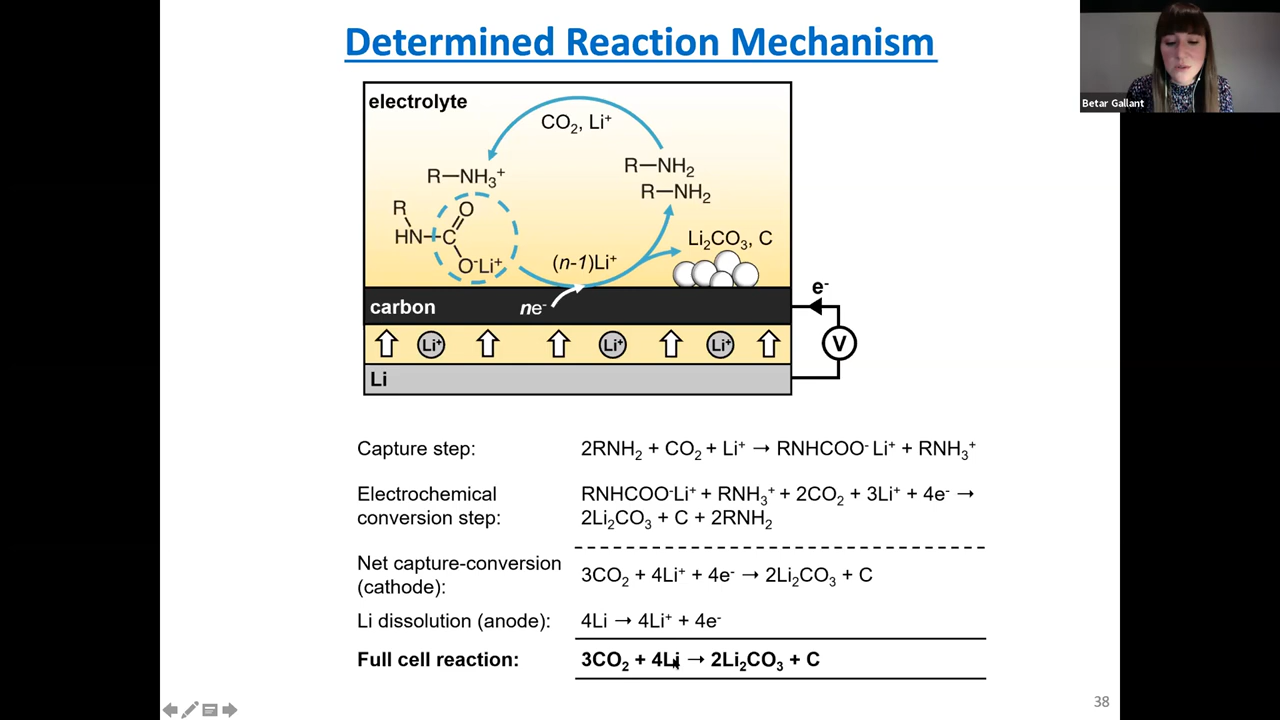 Determined Reaction Mechanism
Betar Gallant
electrolyte
CO₂, Li⁺
R—NH₃⁺
R—NH₂
R—NH₂
R
O
HN—C
O⁻Li⁺
(n-1)Li⁺
Li₂CO₃, C
carbon
ne⁻
e⁻
Li⁺
Li⁺
Li⁺
V
Li
Capture step: 2RNH₂ + CO₂ + Li⁺ → RNHCOO⁻ Li⁺ + RNH₃⁺
Electrochemical RNHCOO⁻Li⁺ + RNH₃⁺ + 2CO₂ + 3Li⁺ + 4e⁻ →
conversion step: 2Li₂CO₃ + C + 2RNH₂
Net capture-conversion
(cathode): 3CO₂ + 4Li⁺ + 4e⁻ → 2Li₂CO₃ + C
Li dissolution (anode): 4Li → 4Li⁺ + 4e⁻
Full cell reaction: 3CO₂ + 4Li → 2Li₂CO₃ + C
38